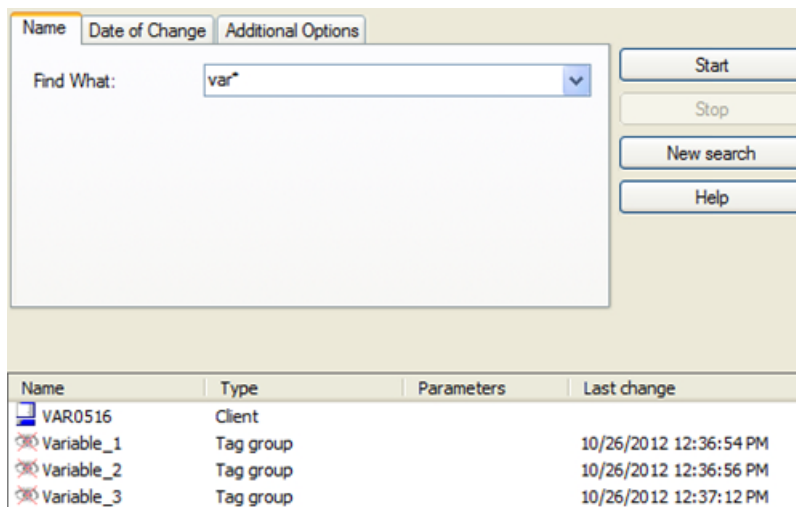 Name Date of Change Additional Options
Find What: var*
Start
Stop
New search
Help
Name Type Parameters Last change
VAR0516 Client
Variable_1 Tag group 10/26/2012 12:36:54 PM
Variable_2 Tag group 10/26/2012 12:36:56 PM
Variable_3 Tag group 10/26/2012 12:37:12 PM